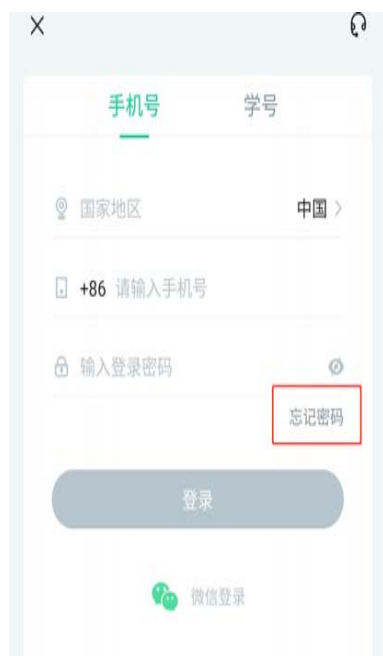 手机号 学号
国家地区 中国
+86 请输入手机号
输入登录密码
忘记密码
登录
微信登录